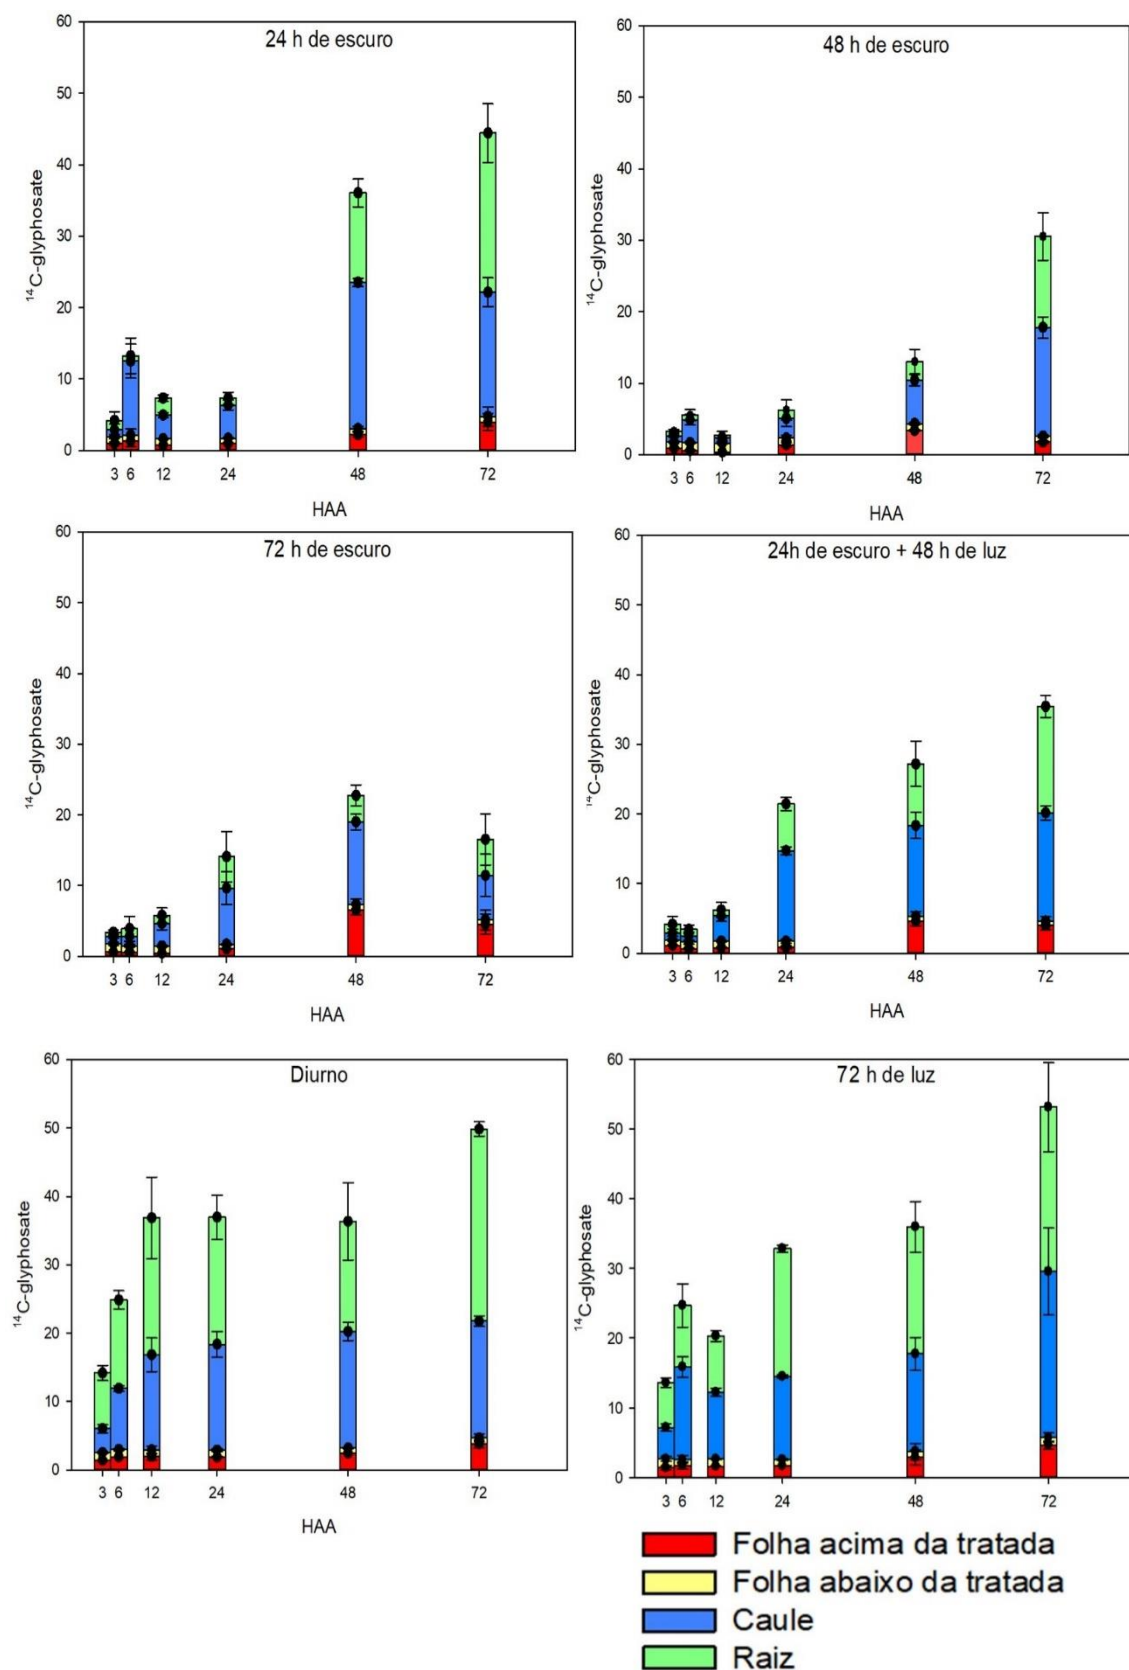 24 h de escuro
60
50
40
30
20
10
0
¹⁴C-glyphosate
3 6 12 24 48 72
HAA
48 h de escuro
60
50
40
30
20
10
0
¹⁴C-glyphosate
3 6 12 24 48 72
HAA
72 h de escuro
60
50
40
30
20
10
0
¹⁴C-glyphosate
3 6 12 24 48 72
HAA
24h de escuro + 48 h de luz
60
50
40
30
20
10
0
¹⁴C-glyphosate
3 6 12 24 48 72
HAA
Diurno
60
50
40
30
20
10
0
¹⁴C-glyphosate
3 6 12 24 48 72
HAA
72 h de luz
60
50
40
30
20
10
0
¹⁴C-glyphosate
3 6 12 24 48 72
Folha acima da tratada
Folha abaixo da tratada
Caule
Raiz